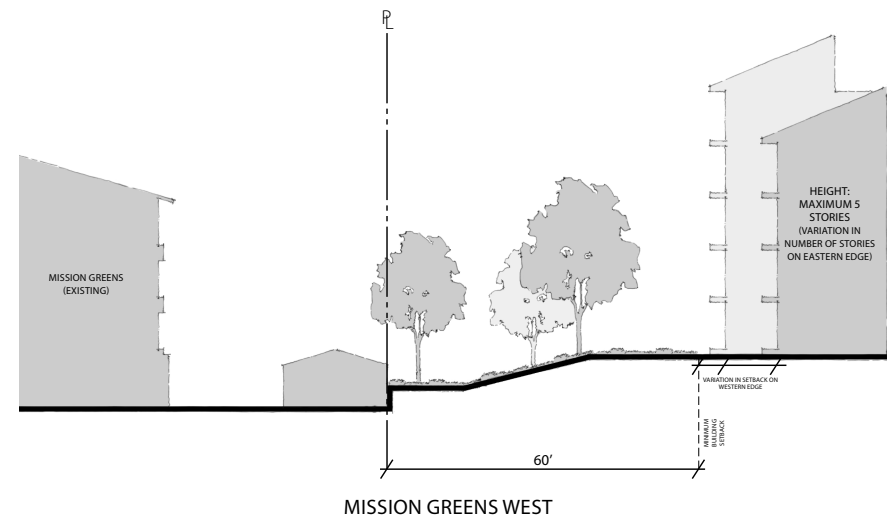 PL
MISSION GREENS
(EXISTING)
HEIGHT:
MAXIMUM 5
STORIES
(VARIATION IN
NUMBER OF STORIES
ON EASTERN EDGE)
VARIATION IN SETBACK ON
WESTERN EDGE
MINIMUM
BUILDING
SETBACK
60’
MISSION GREENS WEST